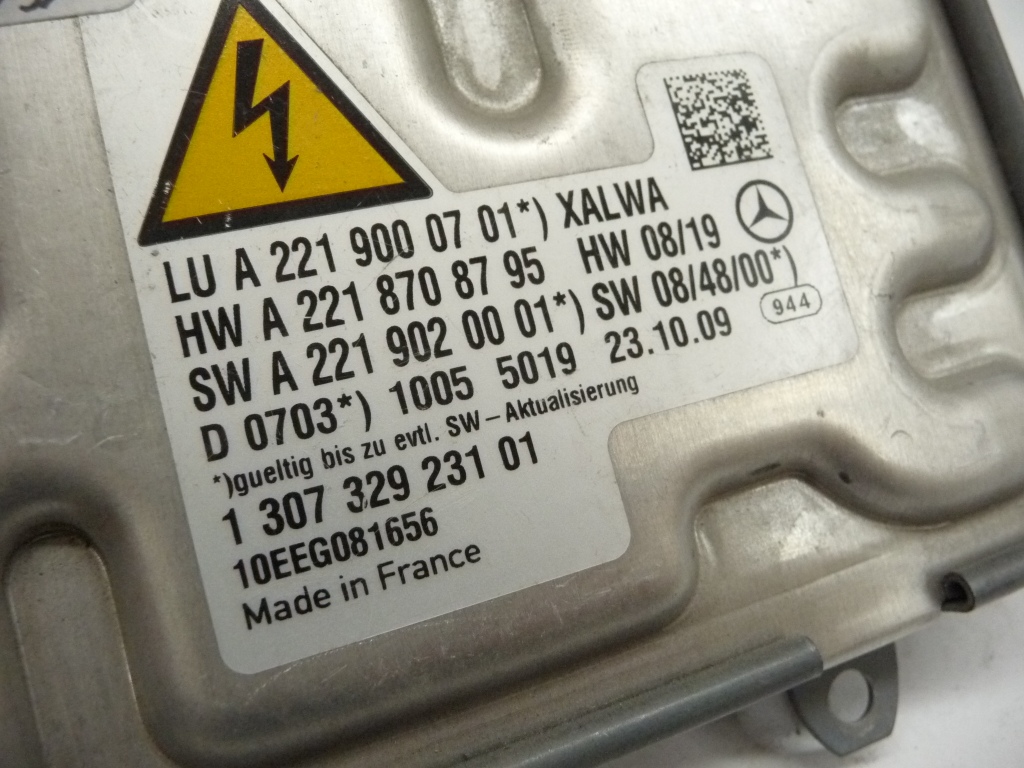 LU A 221 900 07 01*) XALWA
HW A 221 870 87 95 HW 08/19
SW A 221 902 00 01*) SW 08/48/00*)
D 0703*) 1005 5019 23.10.09
944
*)gueltig bis zu evtl. SW-Aktualisierung
1 307 329 231 01
10EEG081656
Made in France